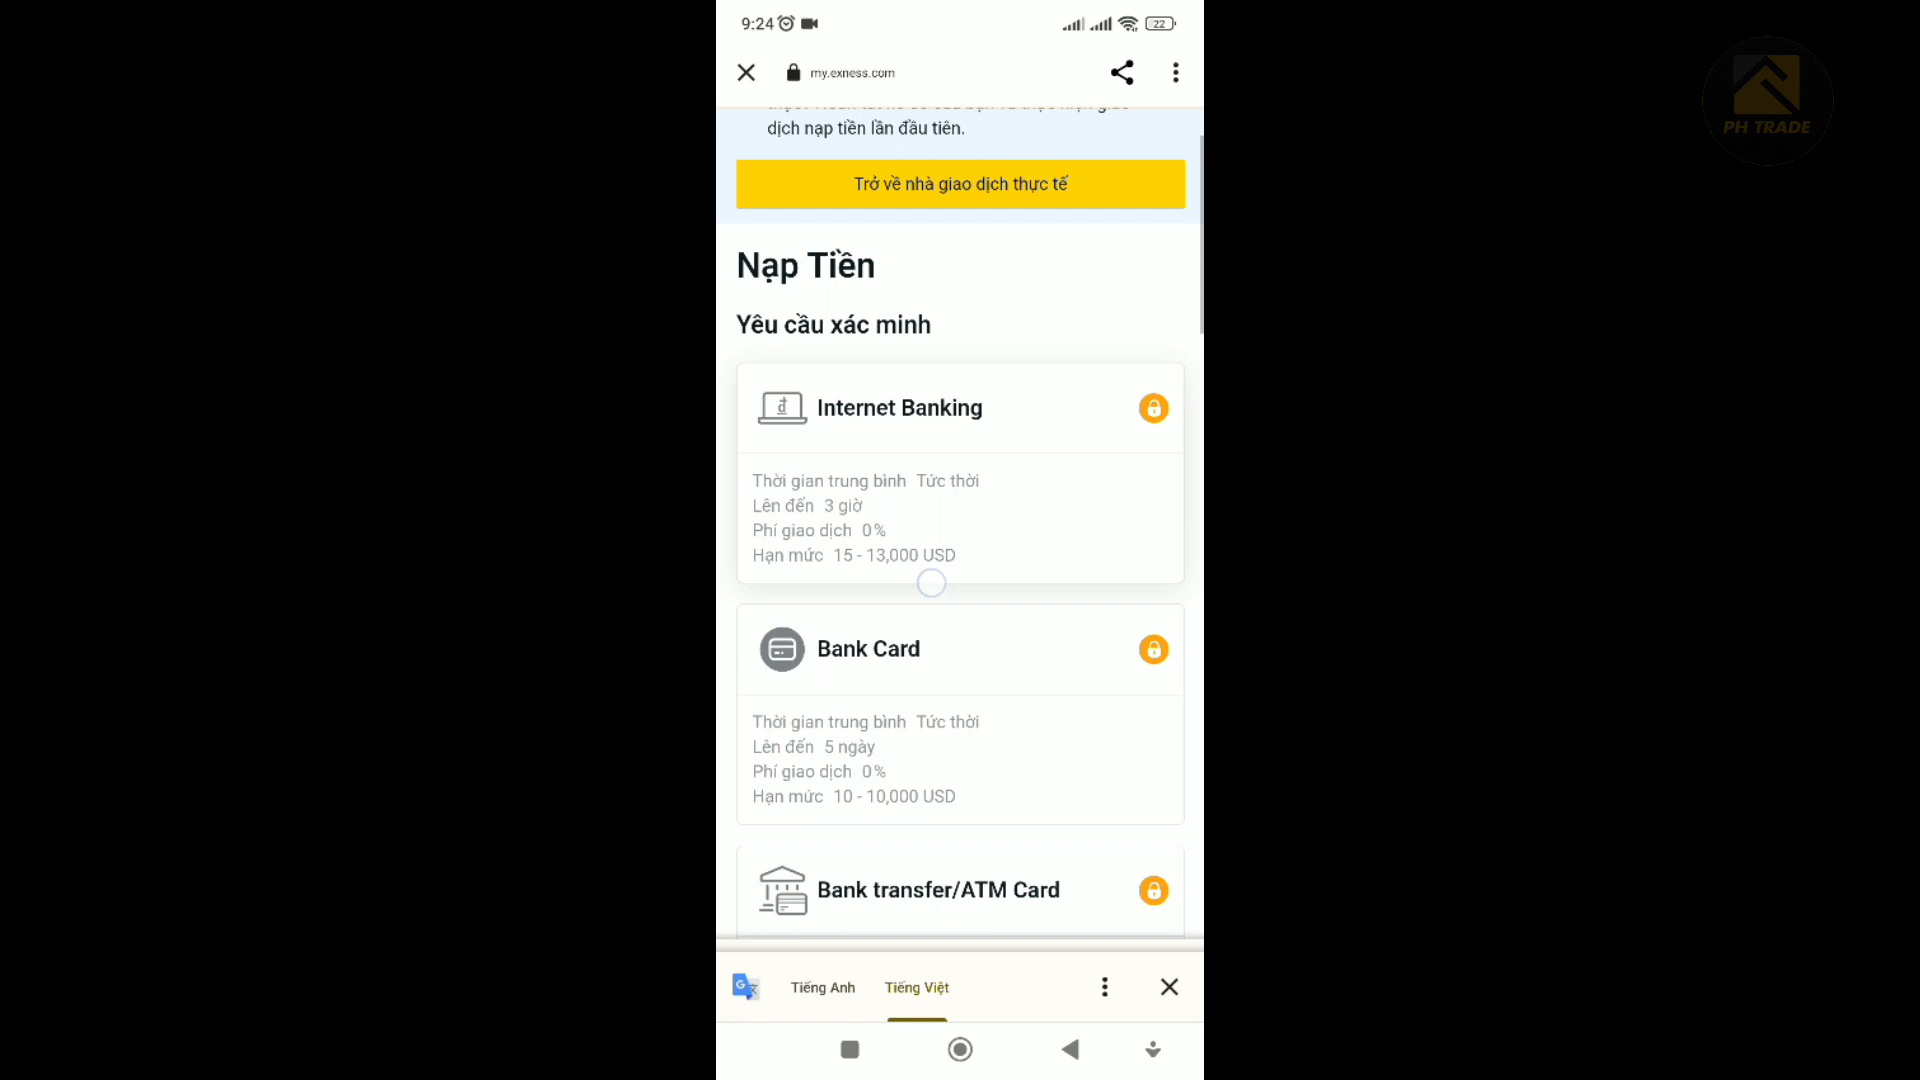 9:24
22
my.exness.com
dịch nạp tiền lần đầu tiên.
Trở về nhà giao dịch thực tế
Nạp Tiền
Yêu cầu xác minh
Internet Banking
Thời gian trung bình Tức thời
Lên đến 3 giờ
Phí giao dịch 0%
Hạn mức 15 - 13,000 USD
Bank Card
Thời gian trung bình Tức thời
Lên đến 5 ngày
Phí giao dịch 0%
Hạn mức 10 - 10,000 USD
Bank transfer/ATM Card
Tiếng Anh Tiếng Việt
PH TRADE